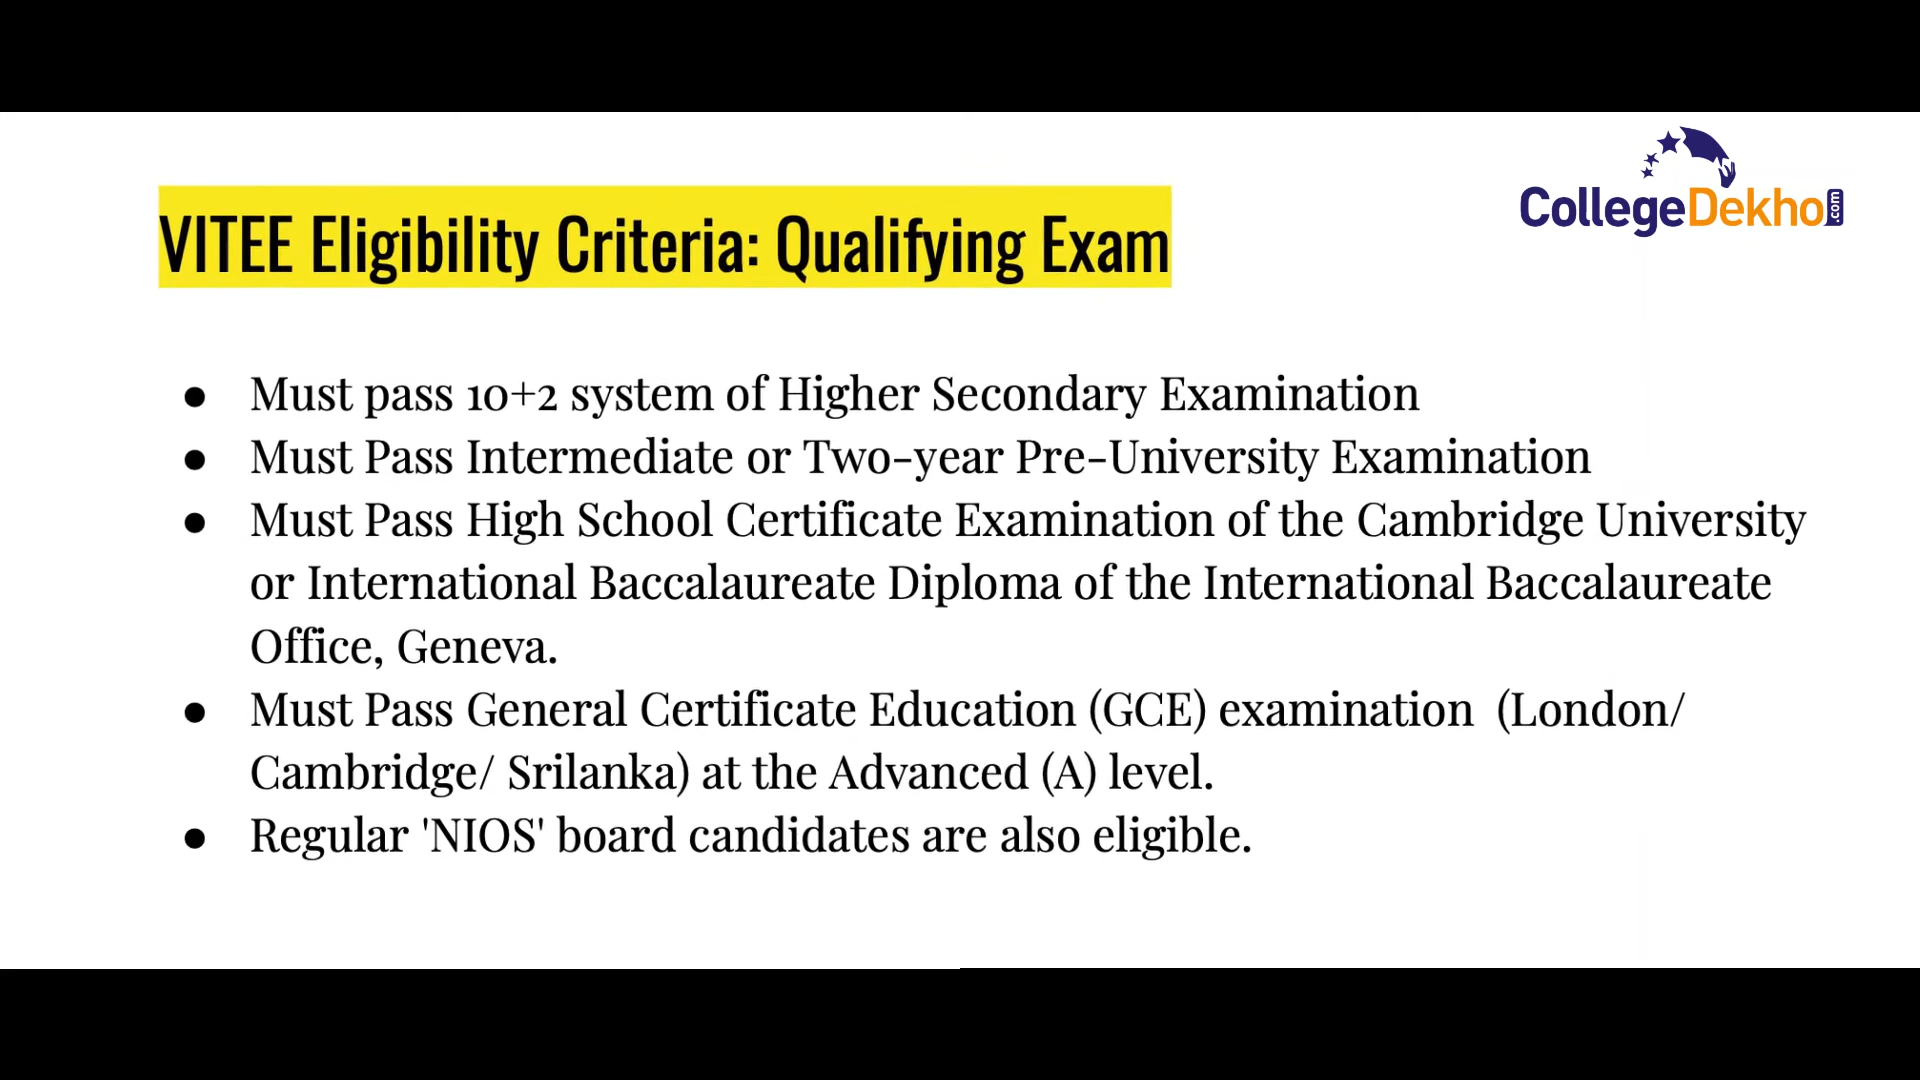 CollegeDekho.com
VITEE Eligibility Criteria: Qualifying Exam
● Must pass 10+2 system of Higher Secondary Examination
● Must Pass Intermediate or Two-year Pre-University Examination
● Must Pass High School Certificate Examination of the Cambridge University
or International Baccalaureate Diploma of the International Baccalaureate
Office, Geneva.
● Must Pass General Certificate Education (GCE) examination (London/
Cambridge/ Srilanka) at the Advanced (A) level.
● Regular 'NIOS' board candidates are also eligible.